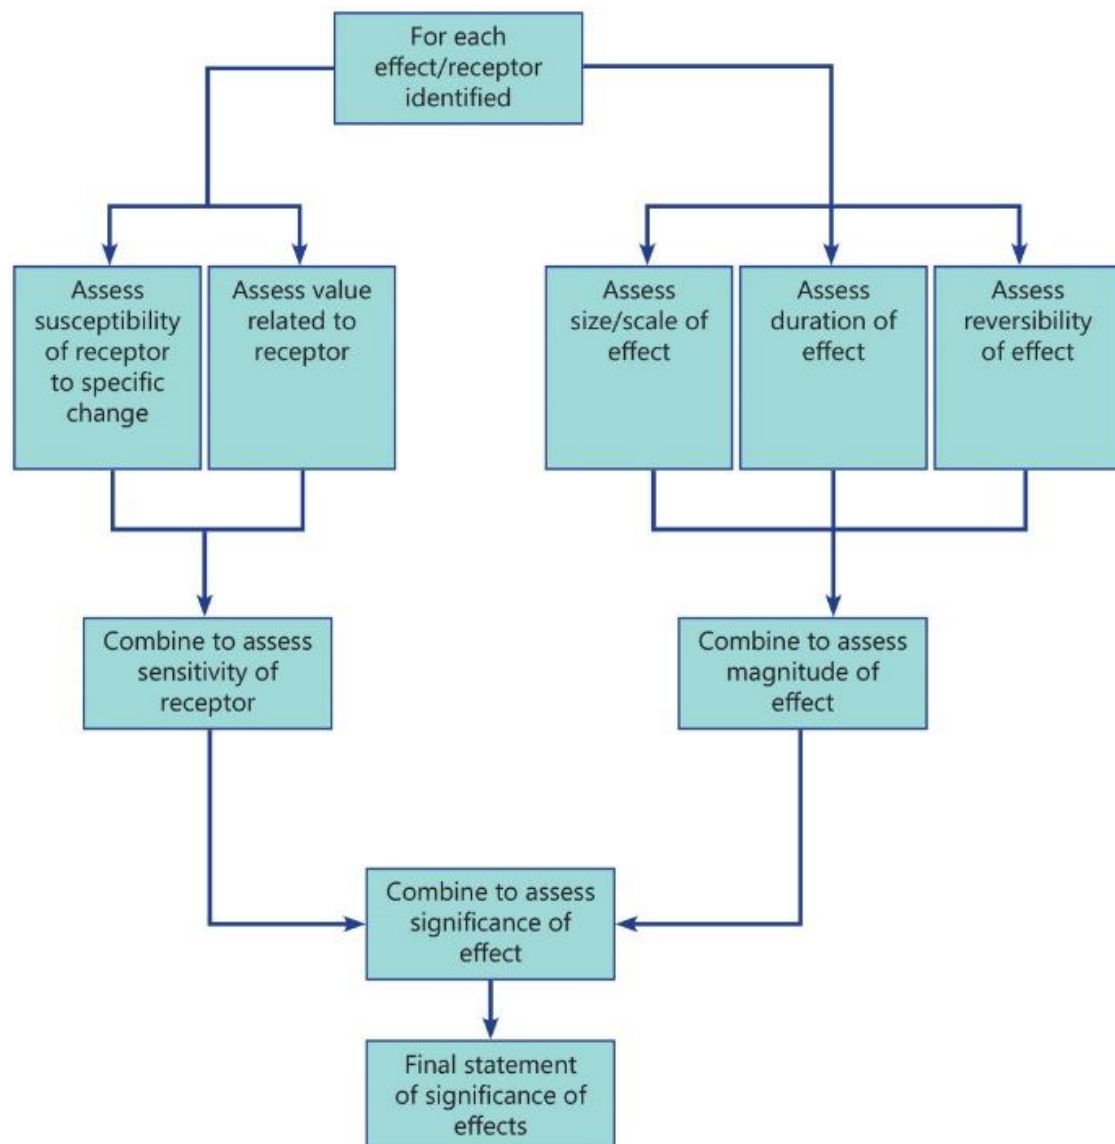 For each
effect/receptor
identified
Assess
susceptibility
of receptor
to specific
change
Assess value
related to
receptor
Assess
size/scale of
effect
Assess
duration of
effect
Assess
reversibility
of effect
Combine to assess
sensitivity of
receptor
Combine to assess
magnitude of
effect
Combine to assess
significance of
effect
Final statement
of significance of
effects